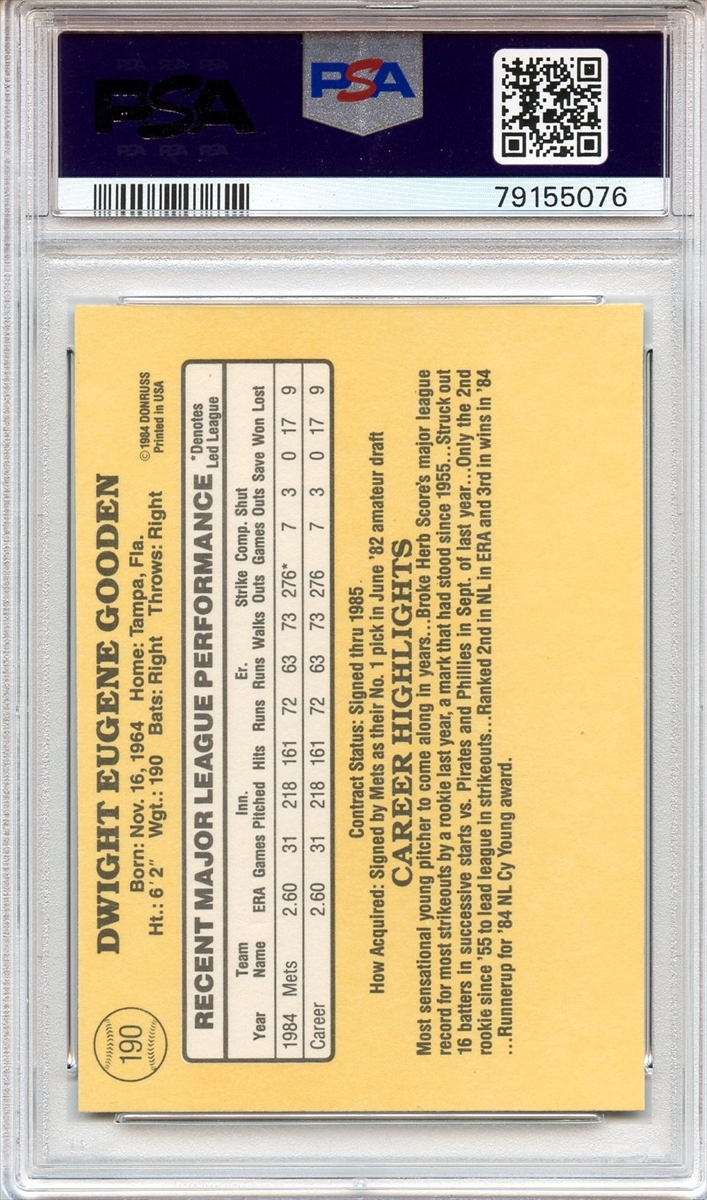 PSA PSA PSA
PSA
PSA PSA PSA
PSA
79155076
190
DWIGHT EUGENE GOODEN
Born: Nov. 16, 1964 Home: Tampa, Fla.
Ht.: 6'2" Wgt.: 190 Bats: Right Throws: Right
©1984 DONRUSS
Printed in USA
RECENT MAJOR LEAGUE PERFORMANCE
*Denotes
Led League
Team Inn. Er. Strike Comp. Shut
Year Name ERA Games Pitched Hits Runs Runs Walks Outs Games Outs Save Won Lost
1984 Mets 2.60 31 218 161 72 63 73 276* 7 3 0 17 9
Career 2.60 31 218 161 72 63 73 276 7 3 0 17 9
Contract Status: Signed thru 1985
How Acquired: Signed by Mets as their No. 1 pick in June '82 amateur draft
CAREER HIGHLIGHTS
Most sensational young pitcher to come along in years...Broke Herb Score's major league
record for most strikeouts by a rookie last year, a mark that had stood since 1955...Struck out
16 batters in successive starts vs. Pirates and Phillies in Sept. of last year...Only the 2nd
rookie since '55 to lead league in strikeouts...Ranked 2nd in NL in ERA and 3rd in wins in '84
...Runnerup for '84 NL Cy Young award.